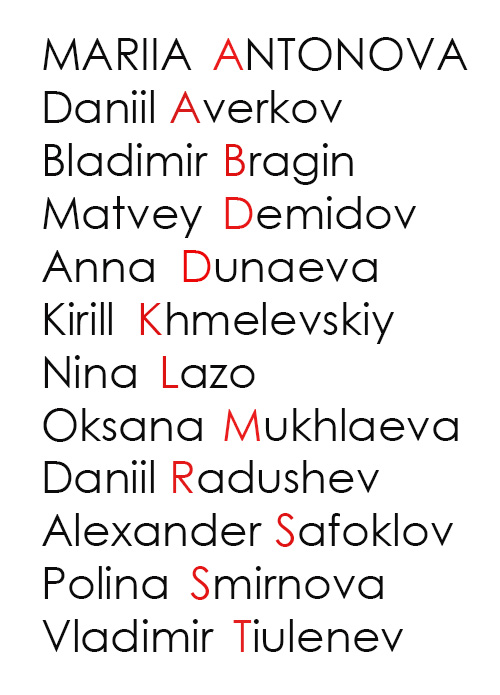 MARIIA ANTONOVA
Daniil Averkov
Bladimir Bragin
Matvey Demidov
Anna Dunaeva
Kirill Khmelevskiy
Nina Lazo
Oksana Mukhlaeva
Daniil Radushev
Alexander Safoklov
Polina Smirnova
Vladimir Tiulenev